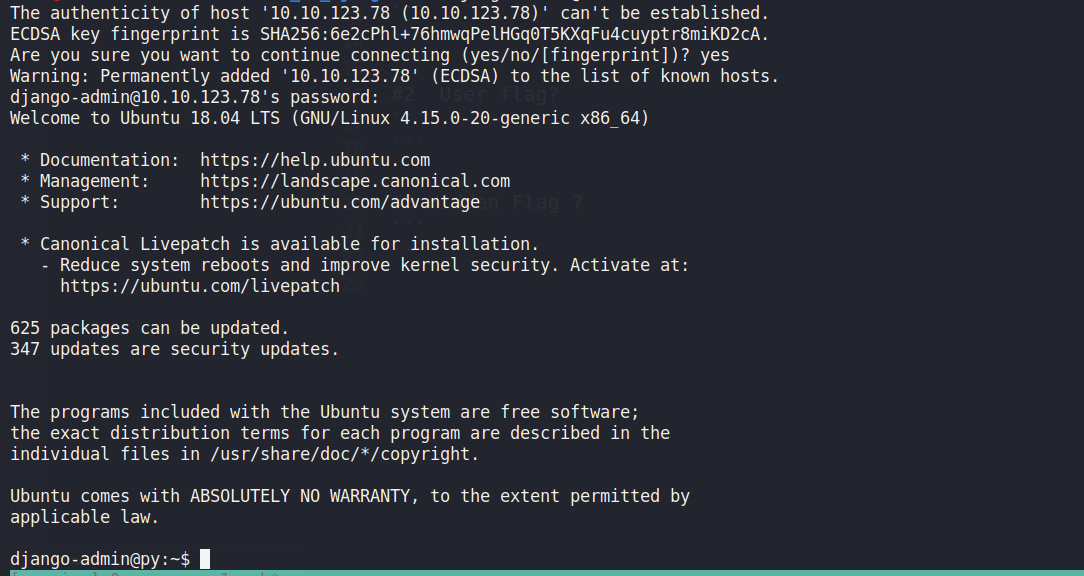 The authenticity of host '10.10.123.78 (10.10.123.78)' can't be established.
ECDSA key fingerprint is SHA256:6e2cPhl+76hmwqPelHGq0T5KXqFu4cuyptr8miKD2cA.
Are you sure you want to continue connecting (yes/no/[fingerprint])? yes
Warning: Permanently added '10.10.123.78' (ECDSA) to the list of known hosts.
django-admin@10.10.123.78's password:
#2 User flag?
Welcome to Ubuntu 18.04 LTS (GNU/Linux 4.15.0-20-generic x86_64)
* Documentation: https://help.ubuntu.com
* Management: https://landscape.canonical.com
* Support: https://ubuntu.com/advantage
Flag ?
* Canonical Livepatch is available for installation.
- Reduce system reboots and improve kernel security. Activate at:
https://ubuntu.com/livepatch
625 packages can be updated.
347 updates are security updates.
The programs included with the Ubuntu system are free software;
the exact distribution terms for each program are described in the
individual files in /usr/share/doc/*/copyright.
Ubuntu comes with ABSOLUTELY NO WARRANTY, to the extent permitted by
applicable law.
django-admin@py:~$